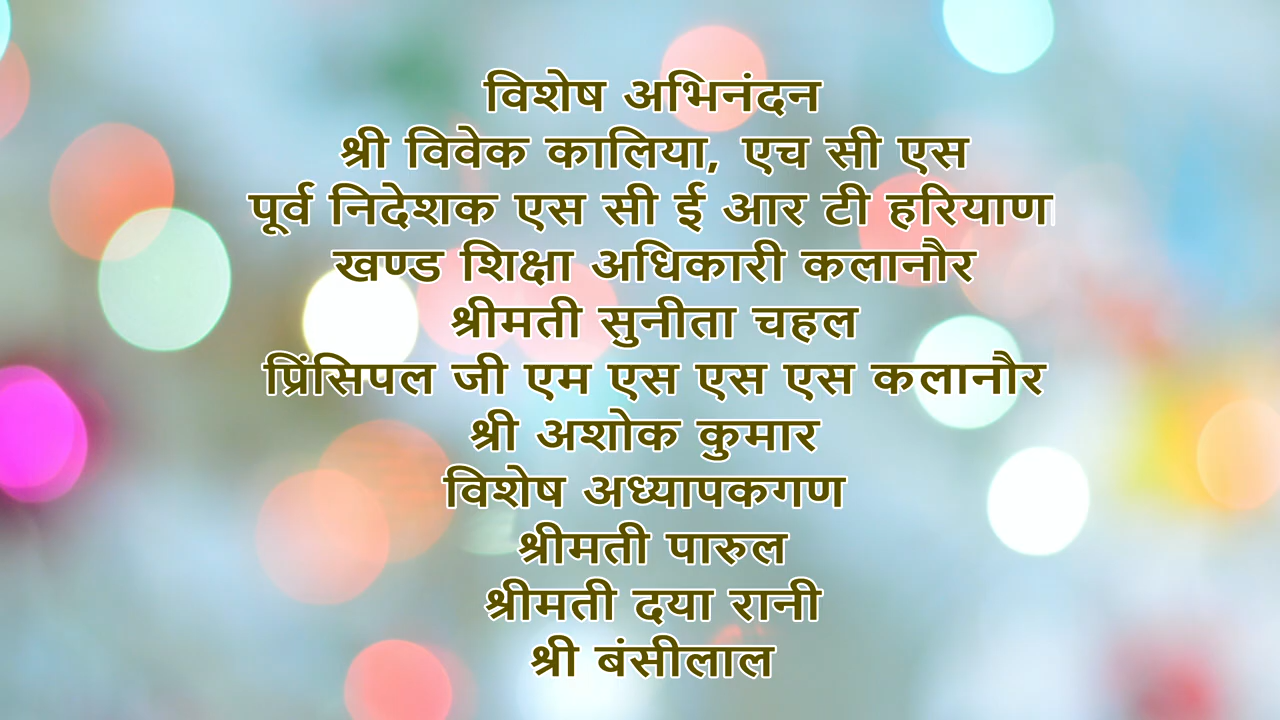 विशेष अभिनंदन
श्री विवेक कालिया, एच सी एस
पूर्व निदेशक एस सी ई आर टी हरियाणा
खण्ड शिक्षा अधिकारी कलानौर
श्रीमती सुनीता चहल
प्रिंसिपल जी एम एस एस एस कलानौर
श्री अशोक कुमार
विशेष अध्यापकगण
श्रीमती पारुल
श्रीमती दया रानी
श्री बंसीलाल